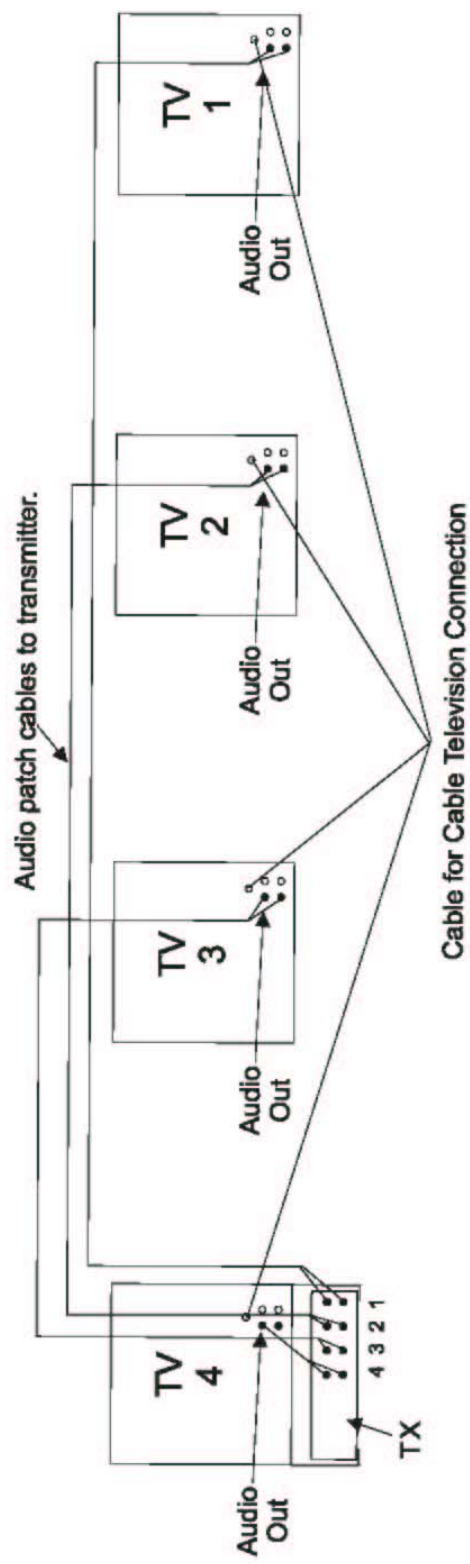 Audio patch cables to transmitter.
TV
4
TV
3
TV
2
TV
1
Audio
Out
Audio
Out
Audio
Out
Audio
Out
4 3 2 1
TX
Cable for Cable Television Connection